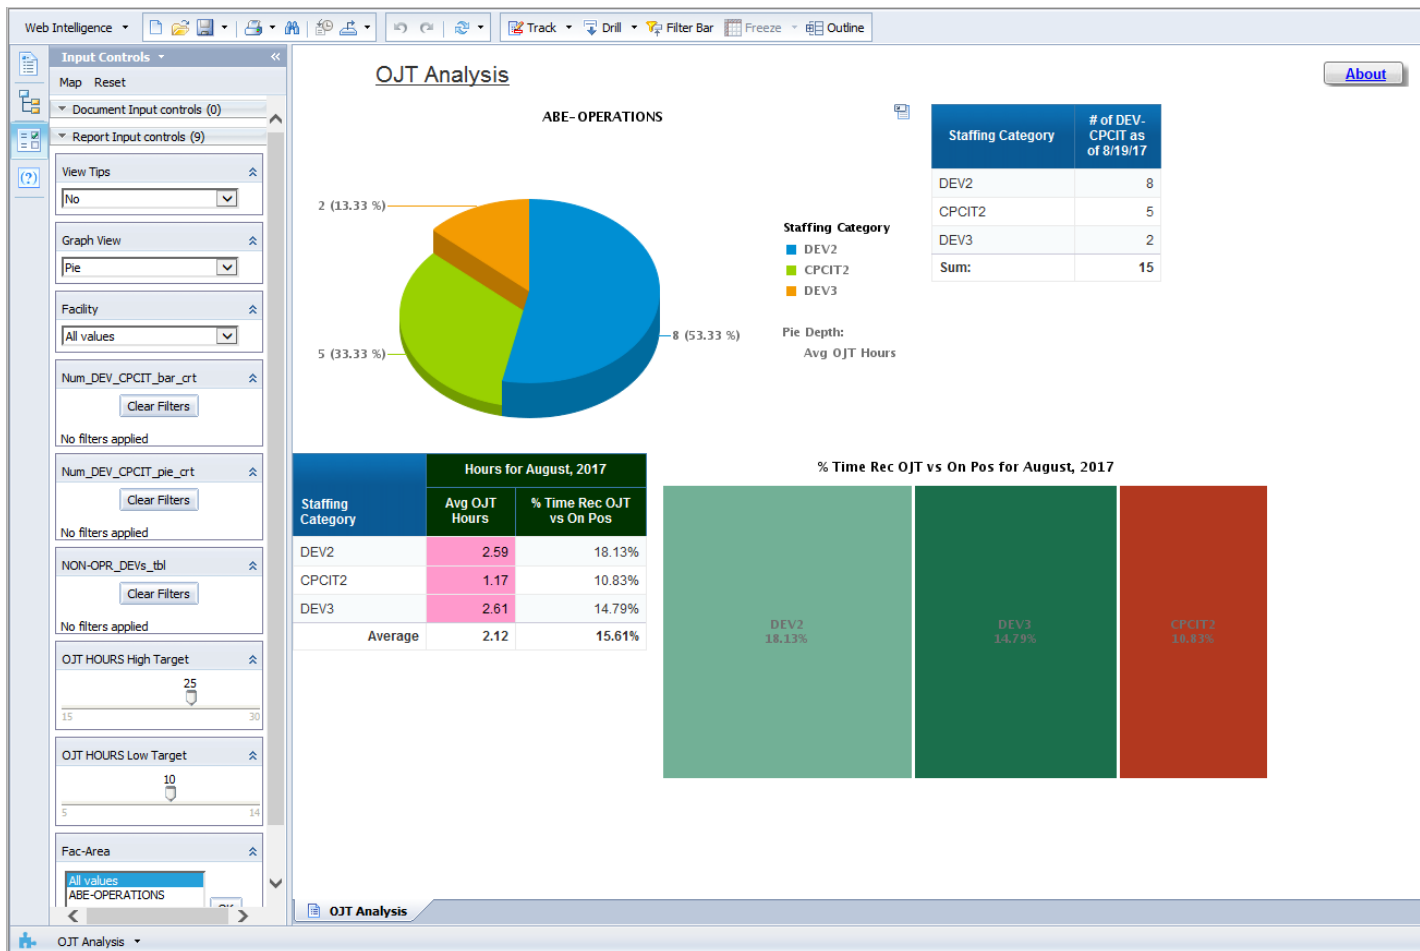 Web Intelligence
Track
Drill
Filter Bar
Freeze
Outline
Input Controls
Map Reset
Document Input controls (0)
Report Input controls (9)
View Tips
No
Graph View
Pie
Facility
All values
Num_DEV_CPCIT_bar_crt
Clear Filters
No filters applied
Num_DEV_CPCIT_pie_crt
Clear Filters
No filters applied
NON-OPR_DEVs_tbl
Clear Filters
No filters applied
OJT HOURS High Target
25
15 30
OJT HOURS Low Target
10
5 14
Fac-Area
All values
ABE-OPERATIONS
OJT Analysis
About
ABE-OPERATIONS
2 (13.33 %)
5 (33.33 %)
8 (53.33 %)
Staffing Category
DEV2
CPCIT2
DEV3
Pie Depth:
Avg OJT Hours
Staffing Category # of DEV-
CPCIT as
of 8/19/17
DEV2 8
CPCIT2 5
DEV3 2
Sum: 15
Hours for August, 2017
Staffing
Category
Avg OJT
Hours
% Time Rec OJT
vs On Pos
DEV2 2.59 18.13%
CPCIT2 1.17 10.83%
DEV3 2.61 14.79%
Average 2.12 15.61%
% Time Rec OJT vs On Pos for August, 2017
DEV2
18.13%
DEV3
14.79%
CPCIT2
10.83%
OJT Analysis
OJT Analysis